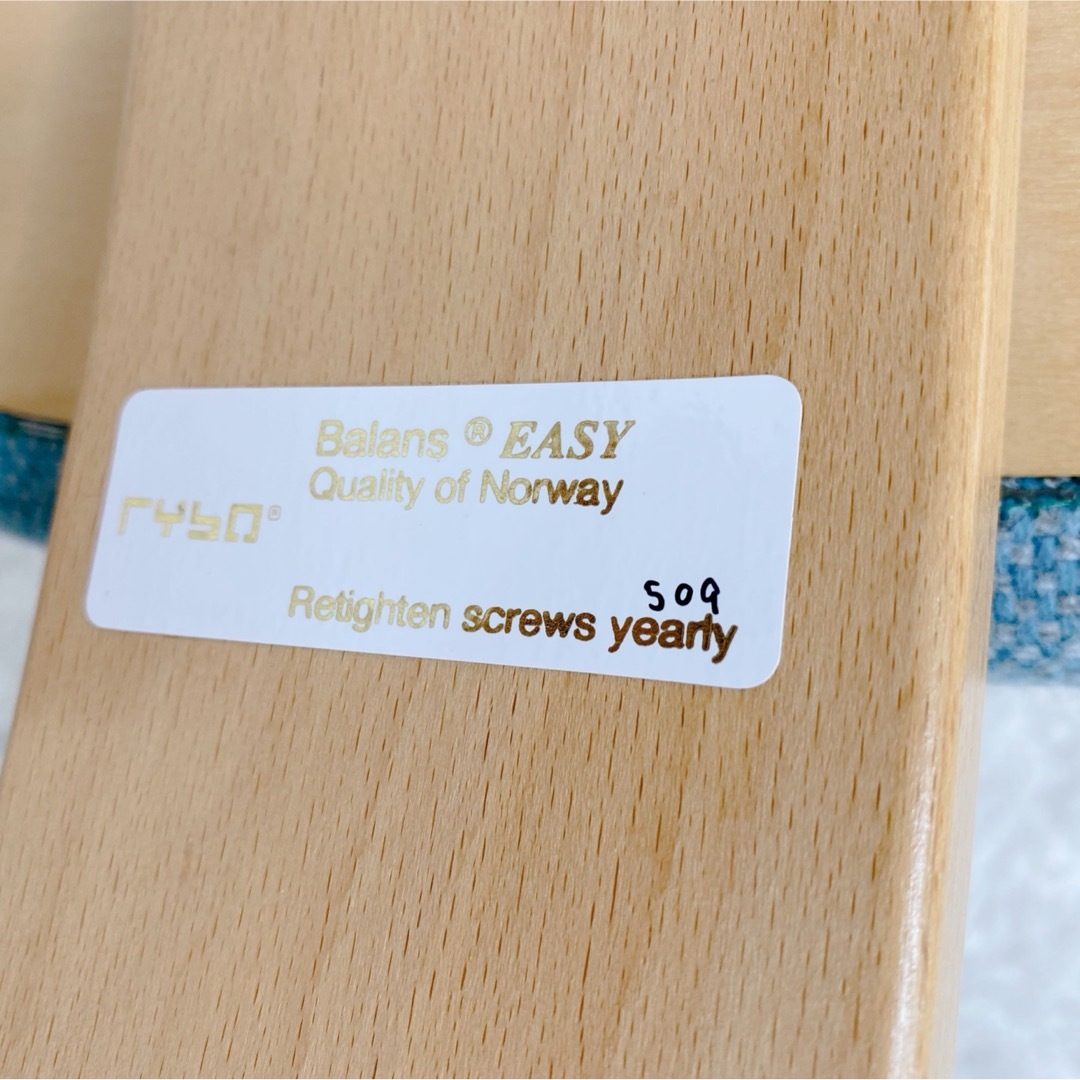 Balans ® EASY
Quality of Norway
rybo®
509
Retighten screws yearly